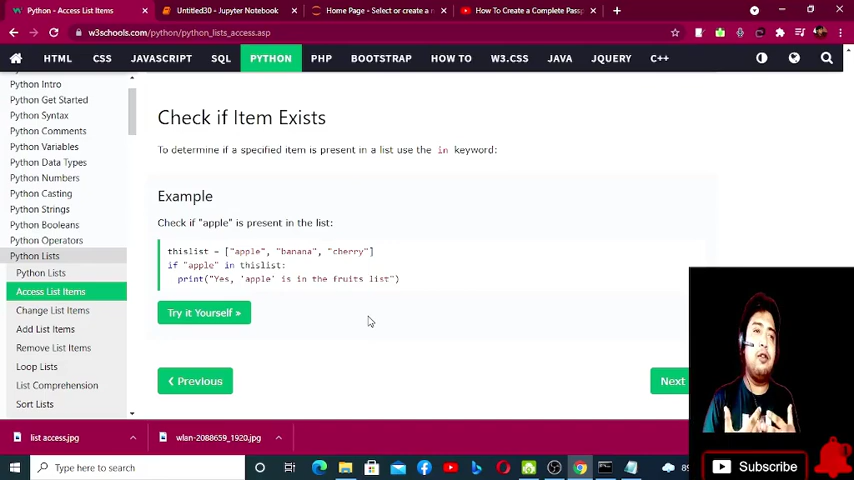 Python - Access List Items
Untitled30 - Jupyter Notebook
Home Page - Select or create a n
How To Create a Complete Passp
w3schools.com/python/python_lists_access.asp
HTML CSS JAVASCRIPT SQL PYTHON PHP BOOTSTRAP HOW TO W3.CSS JAVA JQUERY C++
Python Intro
Python Get Started
Python Syntax
Python Comments
Python Variables
Python Data Types
Python Numbers
Python Casting
Python Strings
Python Booleans
Python Operators
Python Lists
Python Lists
Access List Items
Change List Items
Add List Items
Remove List Items
Loop Lists
List Comprehension
Sort Lists
Check if Item Exists
To determine if a specified item is present in a list use the in keyword:
Example
Check if "apple" is present in the list:
thislist = ["apple", "banana", "cherry"]
if "apple" in thislist:
print("Yes, 'apple' is in the fruits list")
Try it Yourself »
❮ Previous
Next
list access.jpg
wlan-2088659_1920.jpg
Type here to search
Subscribe